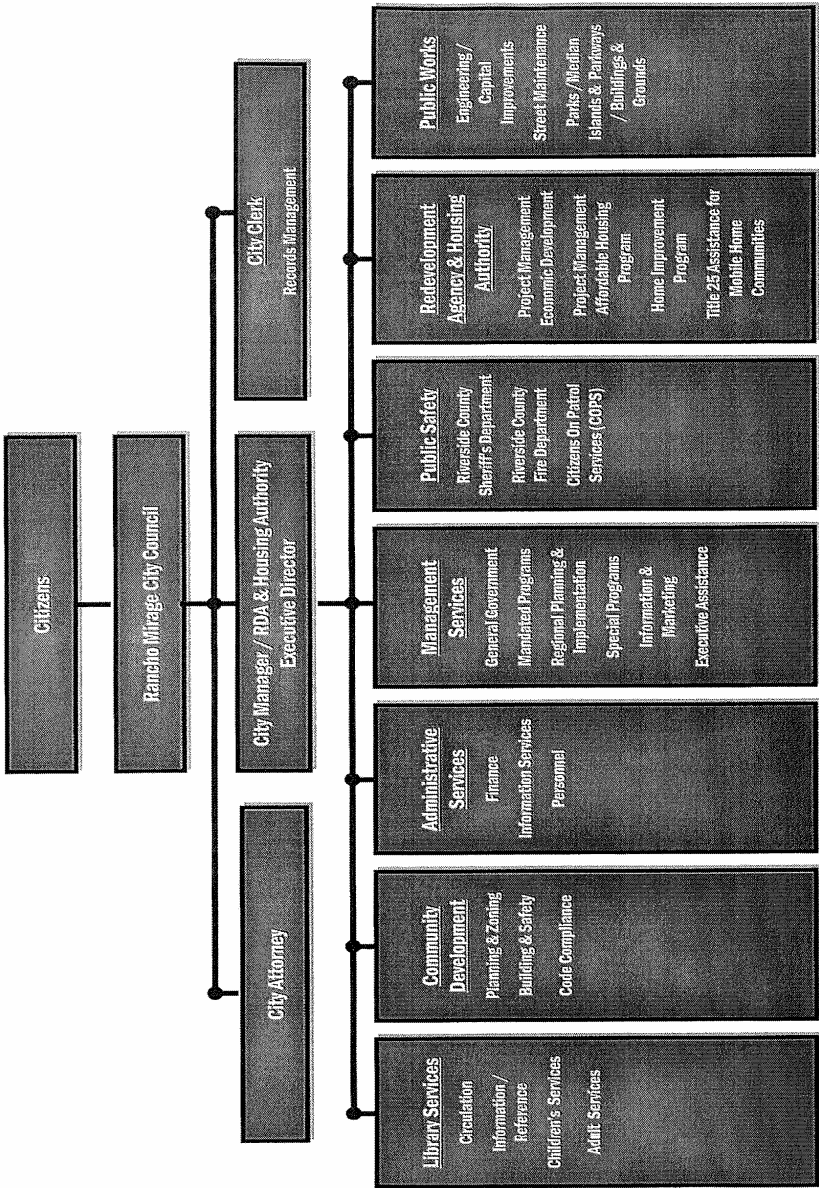 Citizens
Rancho Mirage City Council
City Attorney
City Manager / RDA & Housing Authority
Executive Director
City Clerk
Records Management
Library Services
Circulation
Information /
Reference
Children's Services
Adult Services
Community
Development
Planning & Zoning
Building & Safety
Code Compliance
Administrative
Services
Finance
Information Services
Personnel
Management
Services
General Government
Mandated Programs
Regional Planning &
Implementation
Special Programs
Information &
Marketing
Executive Assistance
Public Safety
Riverside County
Sheriff's Department
Riverside County
Fire Department
Citizens On Patrol
Services (COPS)
Redevelopment
Agency & Housing
Authority
Project Management
Economic Development
Project Management
Affordable Housing
Program
Home Improvement
Program
Title 25 Assistance for
Mobile Home
Communities
Public Works
Engineering /
Capital
Improvements
Street Maintenance
Parks / Median
Islands & Parkways
/ Buildings &
Grounds